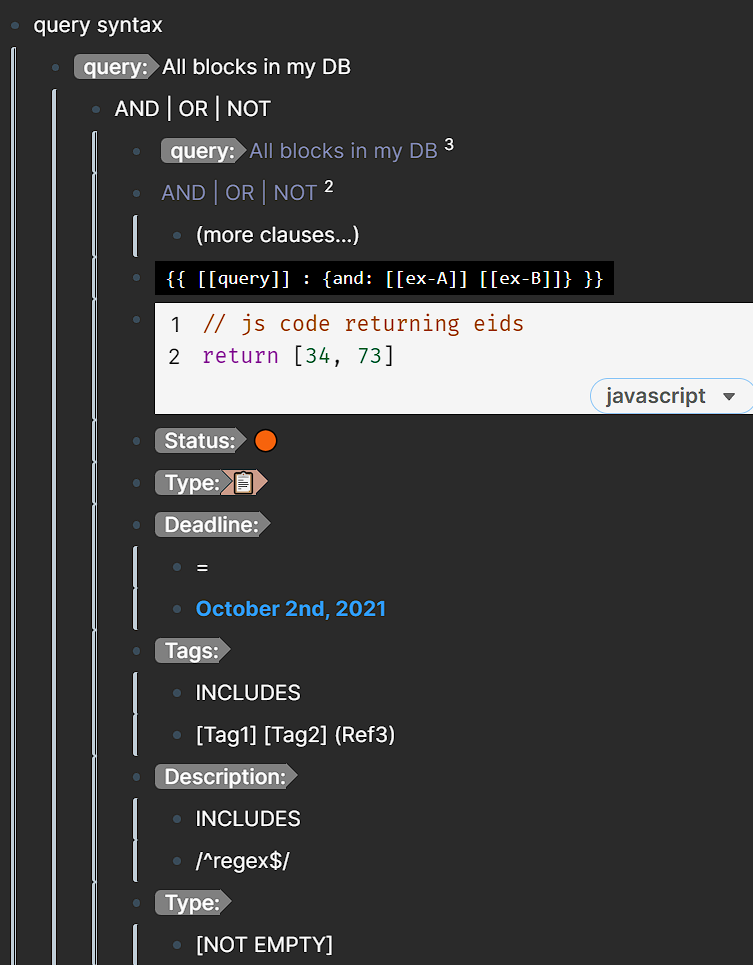 query syntax
query: All blocks in my DB
AND | OR | NOT
query: All blocks in my DB 3
AND | OR | NOT 2
(more clauses...)
{{ [[query]] : {and: [[ex-A]] [[ex-B]]} }}
1 // js code returning eids
2 return [34, 73]
javascript
Status:
Type:
Deadline:
=
October 2nd, 2021
Tags:
INCLUDES
[Tag1] [Tag2] (Ref3)
Description:
INCLUDES
/^regex$/
Type:
[NOT EMPTY]